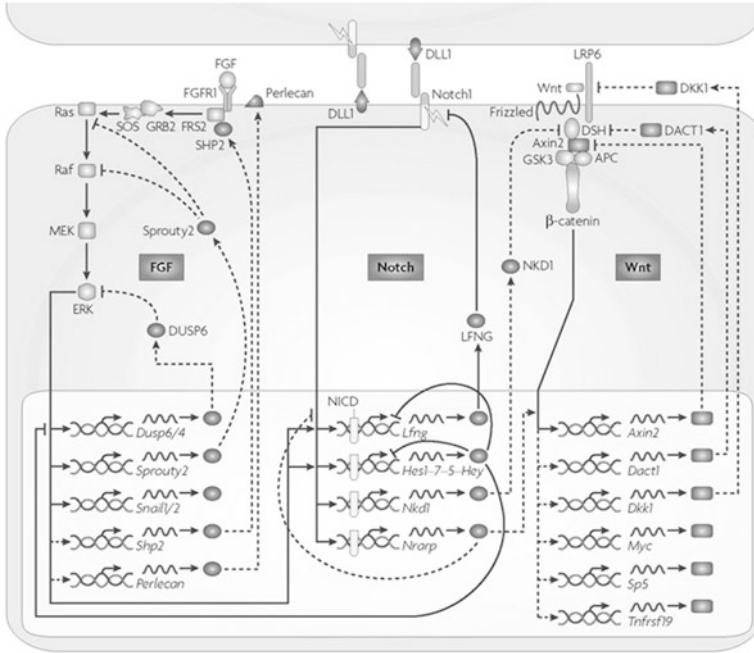 FGF
FGFR1
Perlecan
Ras
SOS
GRB2
FRS2
SHP2
Raf
MEK
Sprouty2
FGF
ERK
DUSP6
DLL1
DLL1
Notch1
Notch
LFNG
NKD1
LRP6
Wnt
DKK1
Frizzled
DSH
DACT1
Axin2
GSK3
APC
β-catenin
Wnt
NICD
Dusp6/4
Sprouty2
Snail1/2
Shp2
Perlecan
Lfng
Hes1-7-5-Hey
Nkd1
Nrarp
Axin2
Dact1
Dkk1
Myc
Sp5
Tnfrsf19